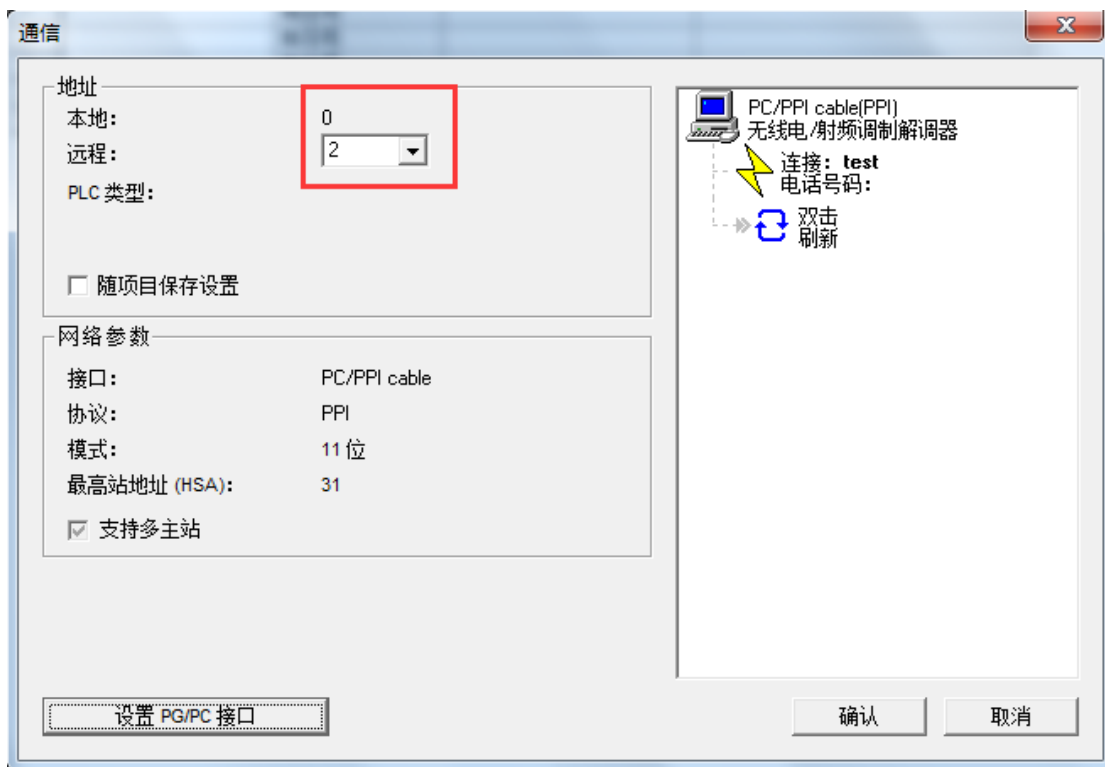 通信
地址
本地： 0
远程： 2
PLC 类型：
随项目保存设置
网络参数
接口： PC/PPI cable
协议： PPI
模式： 11 位
最高站地址 (HSA)： 31
支持多主站
设置 PG/PC 接口
PC/PPI cable(PPI)
无线电/射频调制解调器
连接：test
电话号码：
双击
刷新
确认
取消